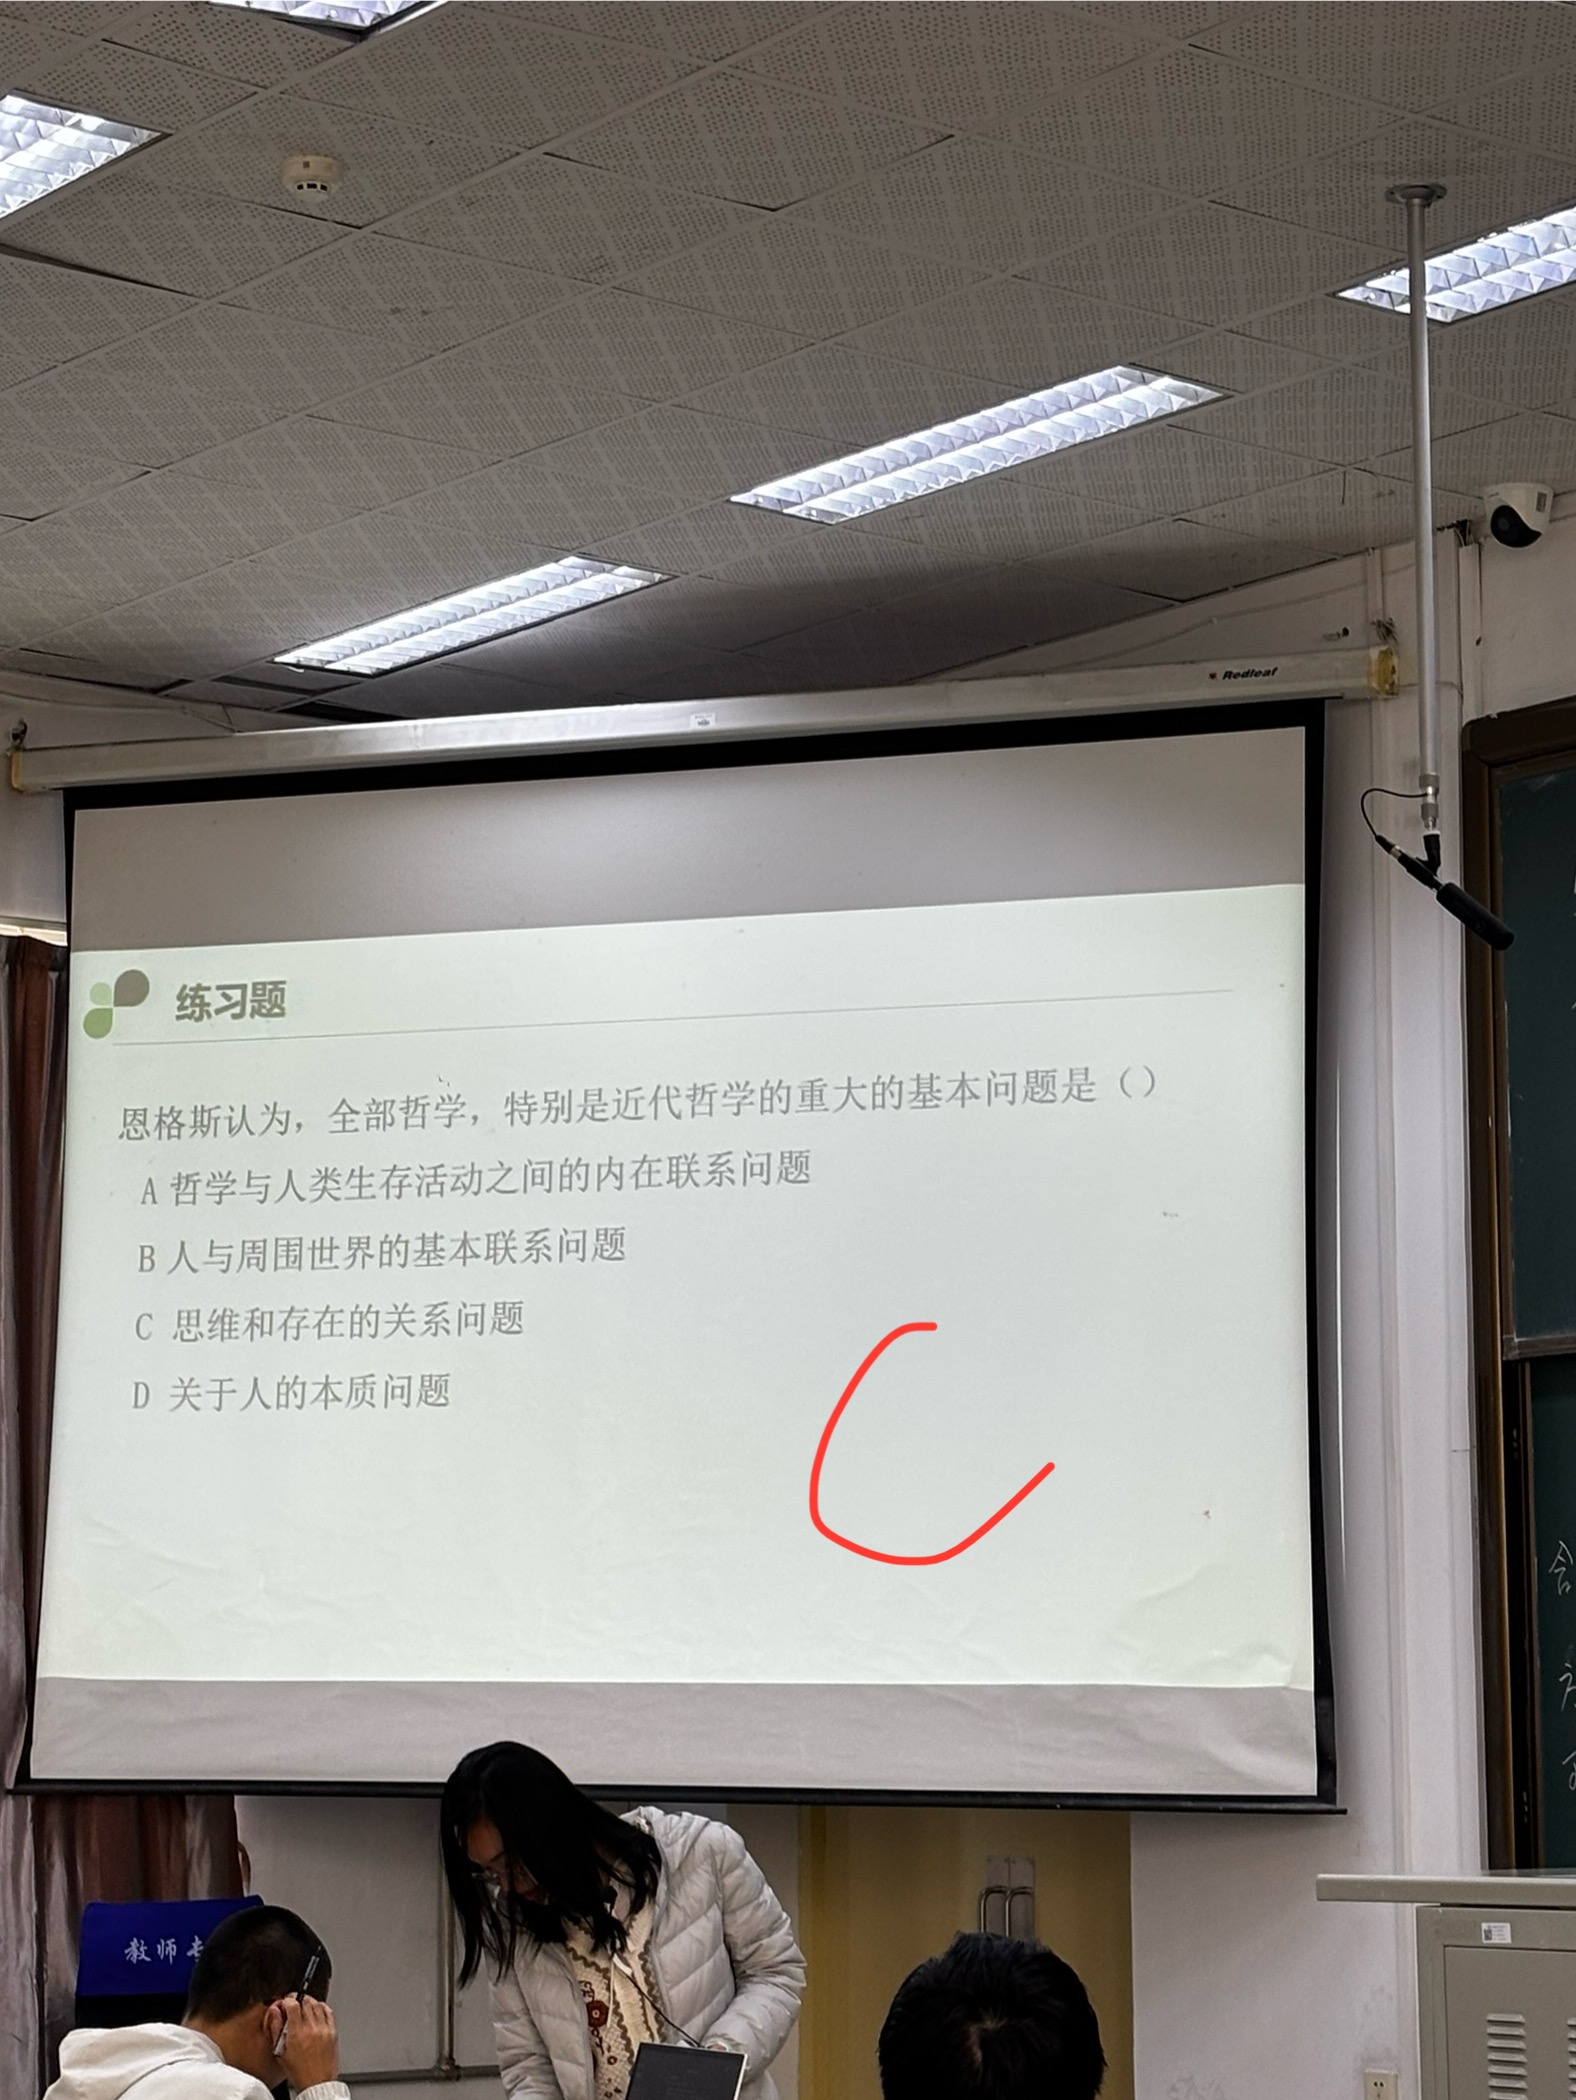 Redleaf
练习题
恩格斯认为，全部哲学，特别是近代哲学的重大的基本问题是（）
A 哲学与人类生存活动之间的内在联系问题
B 人与周围世界的基本联系问题
C 思维和存在的关系问题
D 关于人的本质问题
C
教师专
含